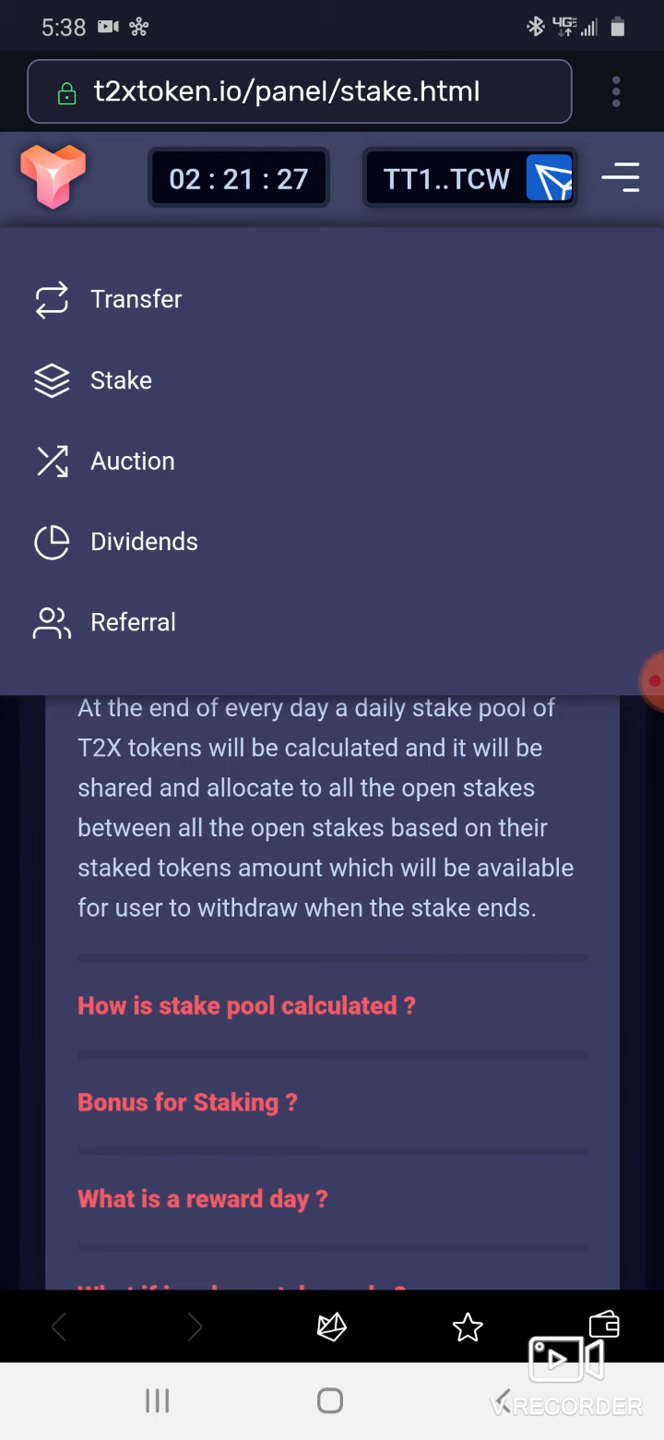 5:38
4GE
t2xtoken.io/panel/stake.html
02 : 21 : 27
TT1..TCW
Transfer
Stake
Auction
Dividends
Referral
At the end of every day a daily stake pool of
T2X tokens will be calculated and it will be
shared and allocate to all the open stakes
between all the open stakes based on their
staked tokens amount which will be available
for user to withdraw when the stake ends.
How is stake pool calculated ?
Bonus for Staking ?
What is a reward day ?
V RECORDER